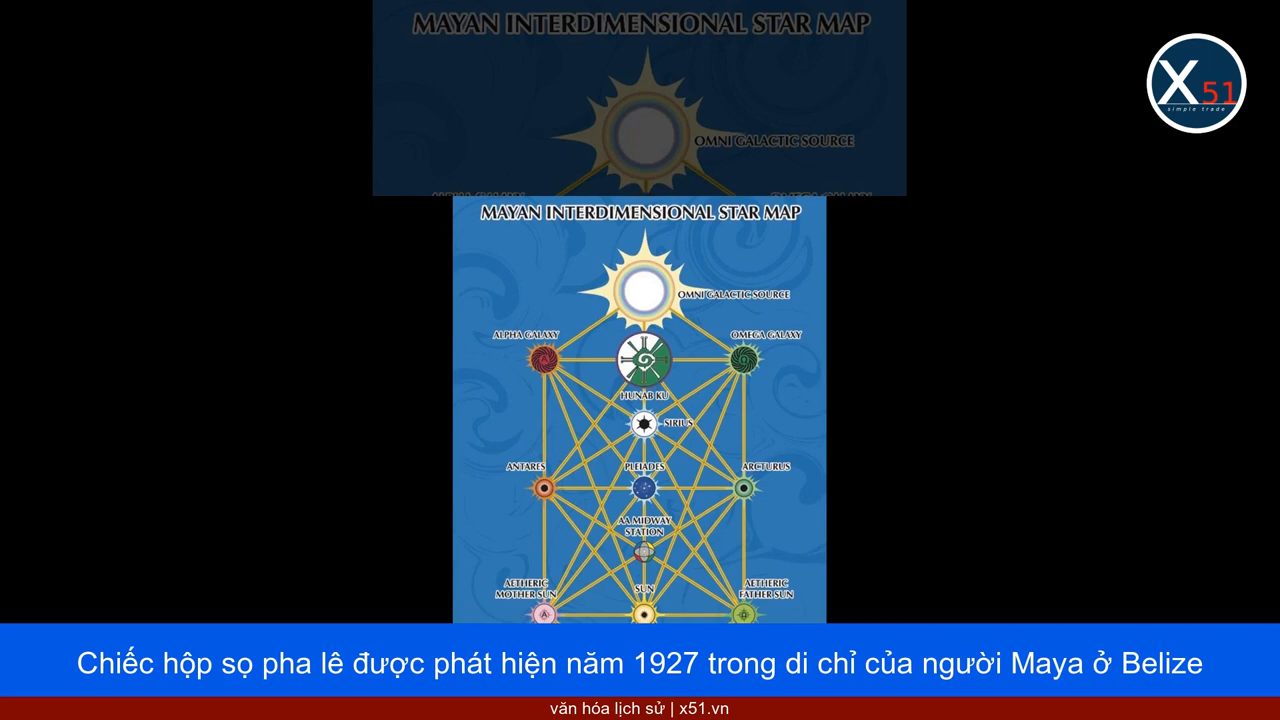 MAYAN INTERDIMENSIONAL STAR MAP
OMNI GALACTIC SOURCE
X51
simple trade
MAYAN INTERDIMENSIONAL STAR MAP
OMNI GALACTIC SOURCE
ALPHA GALAXY
OMEGA GALAXY
HUNAB KU
SIRIUS
ANTARES
PLEIADES
ARCTURUS
AA MIDWAY
STATION
AETHERIC
MOTHER SUN
SUN
AETHERIC
FATHER SUN
Chiếc hộp sọ pha lê được phát hiện năm 1927 trong di chỉ của người Maya ở Belize
văn hóa lịch sử | x51.vn